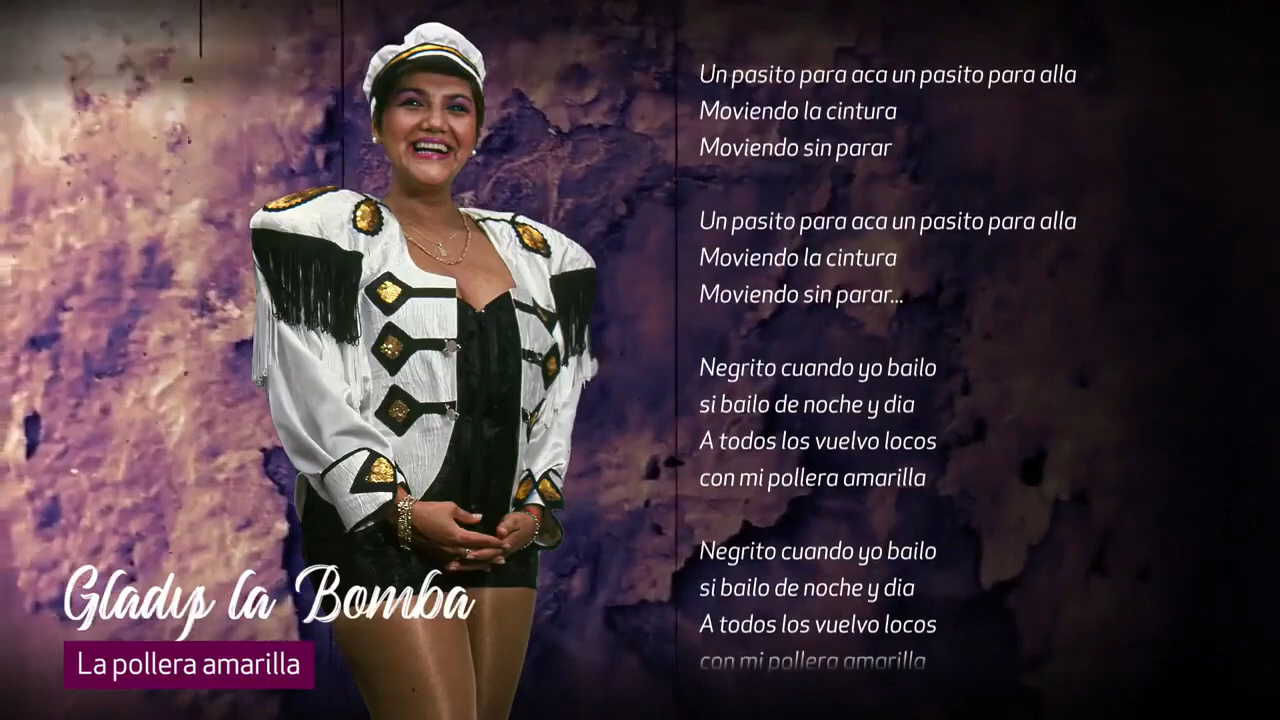 Un pasito para aca un pasito para alla
Moviendo la cintura
Moviendo sin parar
Un pasito para aca un pasito para alla
Moviendo la cintura
Moviendo sin parar...
Negrito cuando yo bailo
si bailo de noche y dia
A todos los vuelvo locos
con mi pollera amarilla
Negrito cuando yo bailo
si bailo de noche y dia
A todos los vuelvo locos
con mi pollera amarilla
Gladys la Bomba
La pollera amarilla